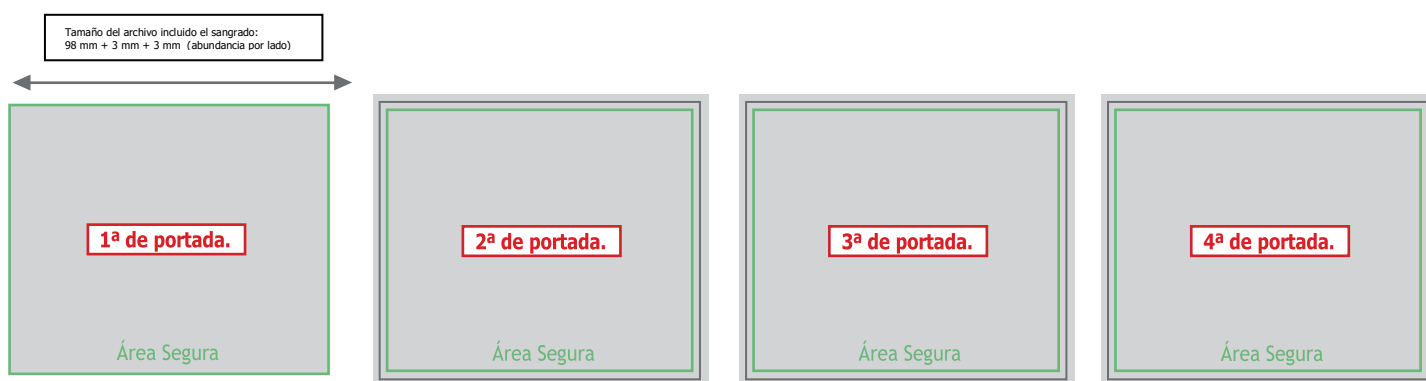 Tamaño del archivo incluido el sangrado:
98 mm + 3 mm + 3 mm (abundancia por lado)
1ª de portada.
2ª de portada.
3ª de portada.
4ª de portada.
Área Segura
Área Segura
Área Segura
Área Segura